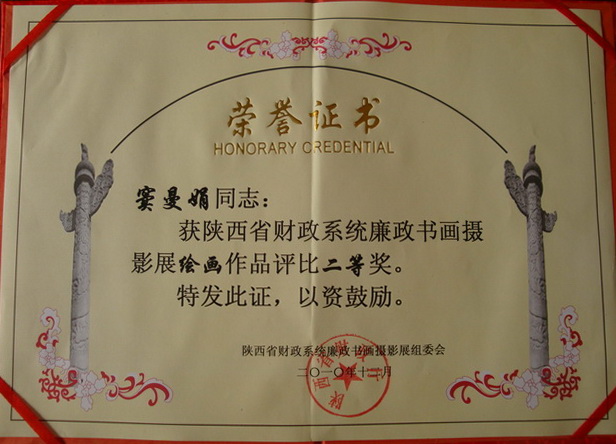 荣誉证书
HONORARY CREDENTIAL
窦曼娟同志：
获陕西省财政系统廉政书画摄
影展绘画作品评比二等奖。
特发此证，以资鼓励。
陕西省财政系统廉政书画摄影展组委会
二〇一〇年十二月